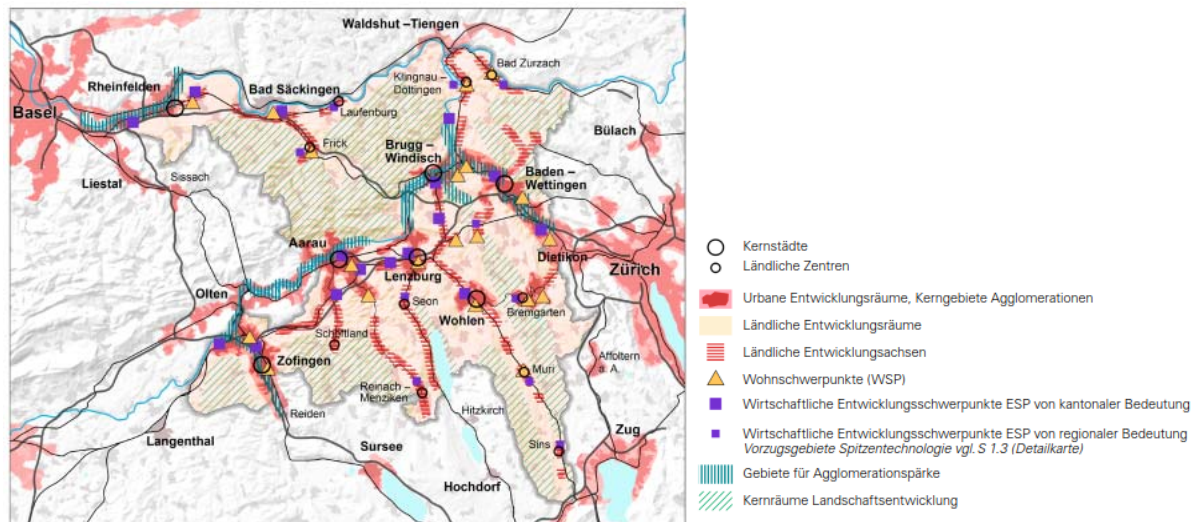 Waldshut –Tiengen
Bad Zurzach
Klingnau –
Döttingen
Rheinfelden
Bad Säckingen
Basel
Laufenburg
Bülach
Frick
Brugg –
Windisch
Baden –
Wettingen
Sissach
Liestal
Aarau
Dietikon
Zürich
Lenzburg
Olten
Seon
Wohlen
Bremgarten
Schöftland
Zofingen
Affoltern
a. A.
Muri
Reinach –
Menziken
Reiden
Hitzkirch
Langenthal
Sursee
Sins
Zug
Hochdorf
Kernstädte
Ländliche Zentren
Urbane Entwicklungsräume, Kerngebiete Agglomerationen
Ländliche Entwicklungsräume
Ländliche Entwicklungsachsen
Wohnschwerpunkte (WSP)
Wirtschaftliche Entwicklungsschwerpunkte ESP von kantonaler Bedeutung
Wirtschaftliche Entwicklungsschwerpunkte ESP von regionaler Bedeutung
Vorzugsgebiete Spitzentechnologie vgl. S 1.3 (Detailkarte)
Gebiete für Agglomerationspärke
Kernräume Landschaftsentwicklung